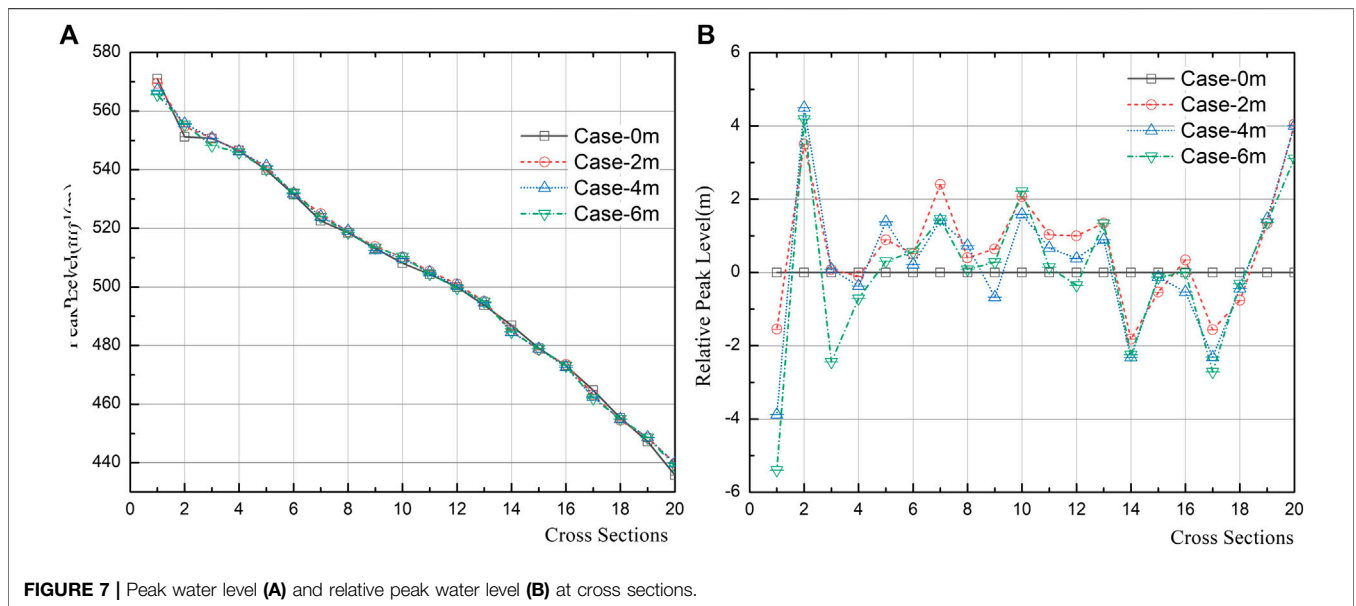 A
580
560
540
520
500
480
460
440
0 2 4 6 8 10 12 14 16 18 20
Cross Sections
Case-0m
Case-2m
Case-4m
Case-6m
B
6
4
2
0
-2
-4
-6
Relative Peak Level(m)
0 2 4 6 8 10 12 14 16 18 20
Cross Sections
Case-0m
Case-2m
Case-4m
Case-6m
FIGURE 7 | Peak water level (A) and relative peak water level (B) at cross sections.